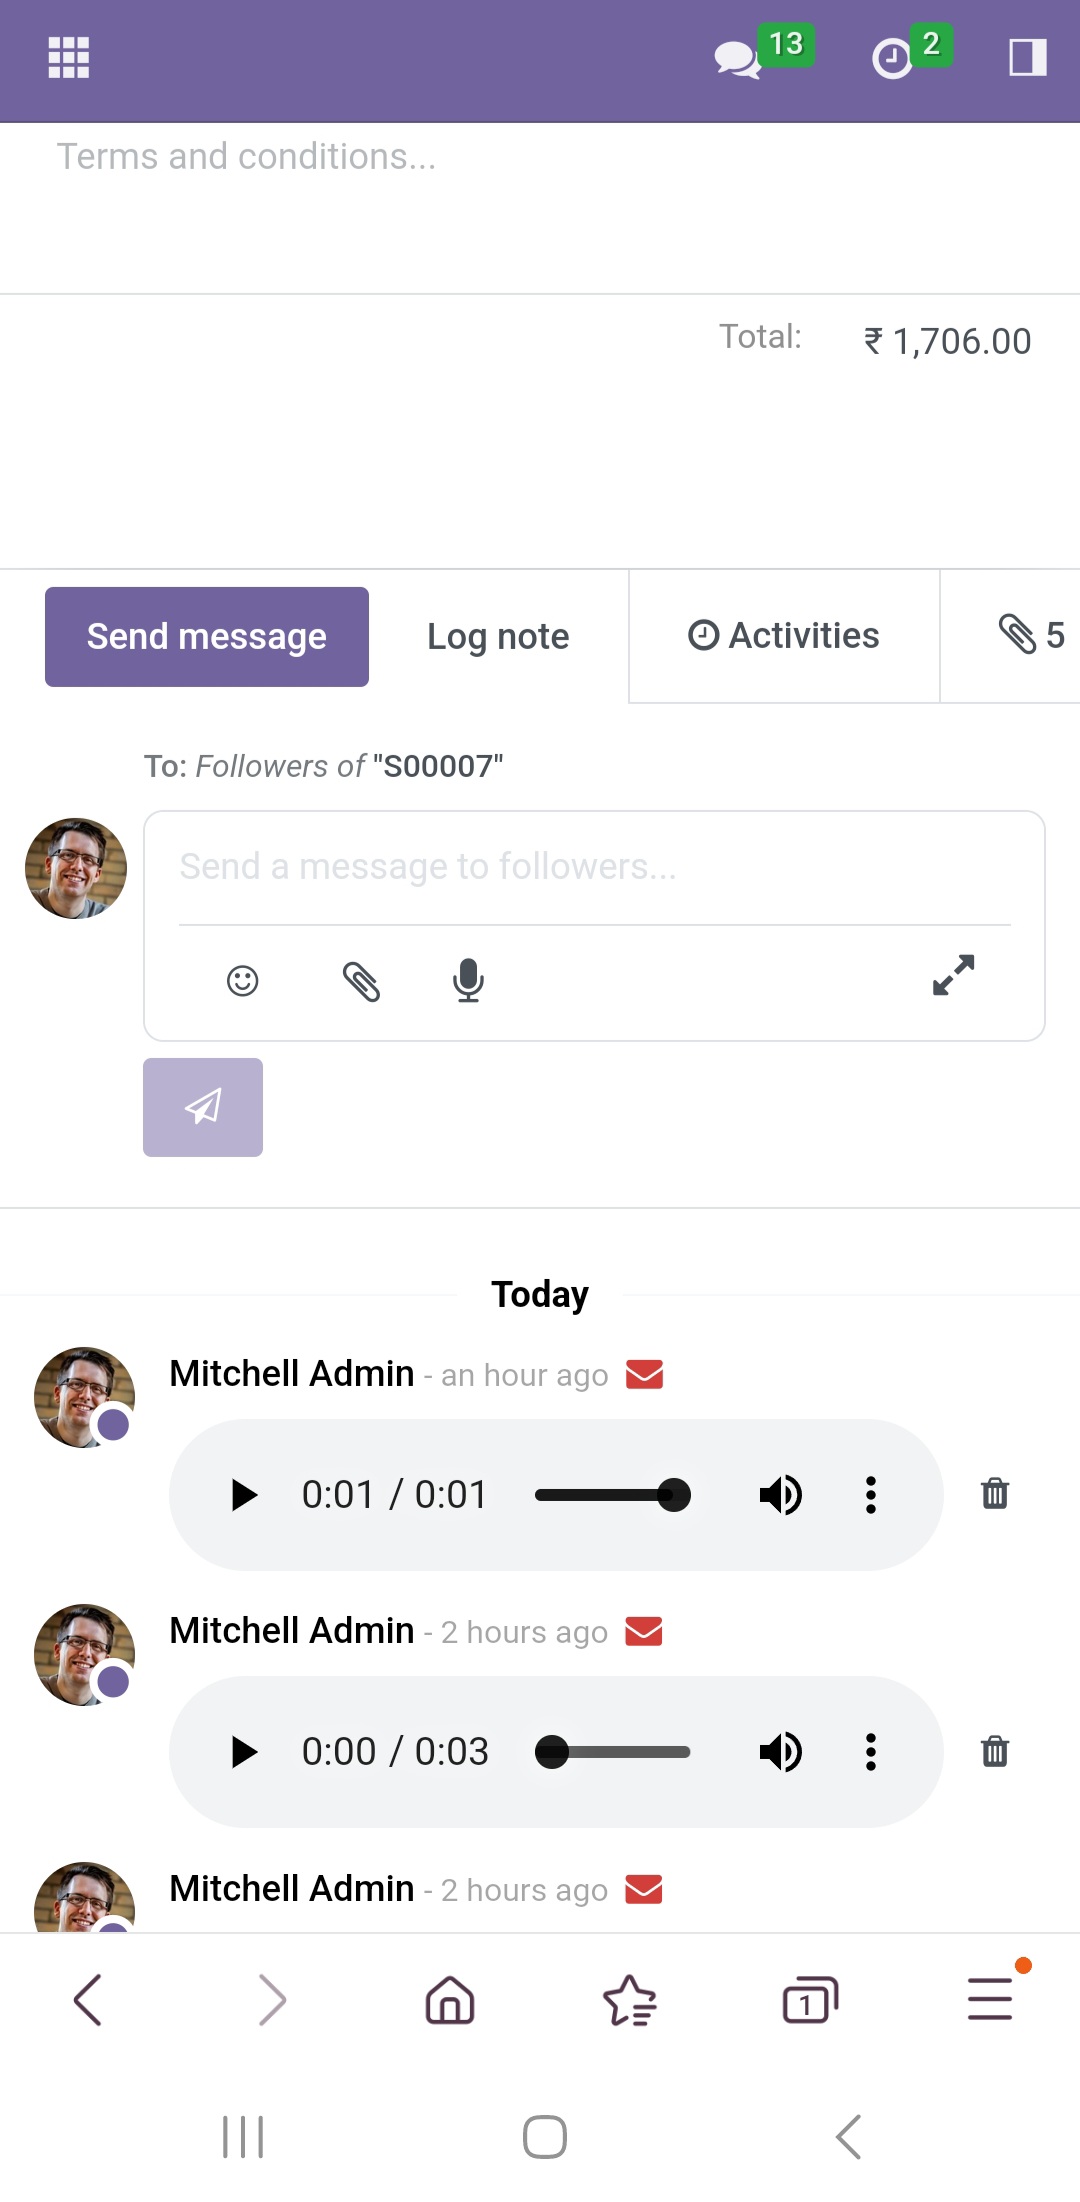 13
2
Terms and conditions...
Total: ₹ 1,706.00
Send message Log note Activities 5
To: Followers of "S00007"
Send a message to followers...
Today
Mitchell Admin - an hour ago
0:01 / 0:01
Mitchell Admin - 2 hours ago
0:00 / 0:03
Mitchell Admin - 2 hours ago
1